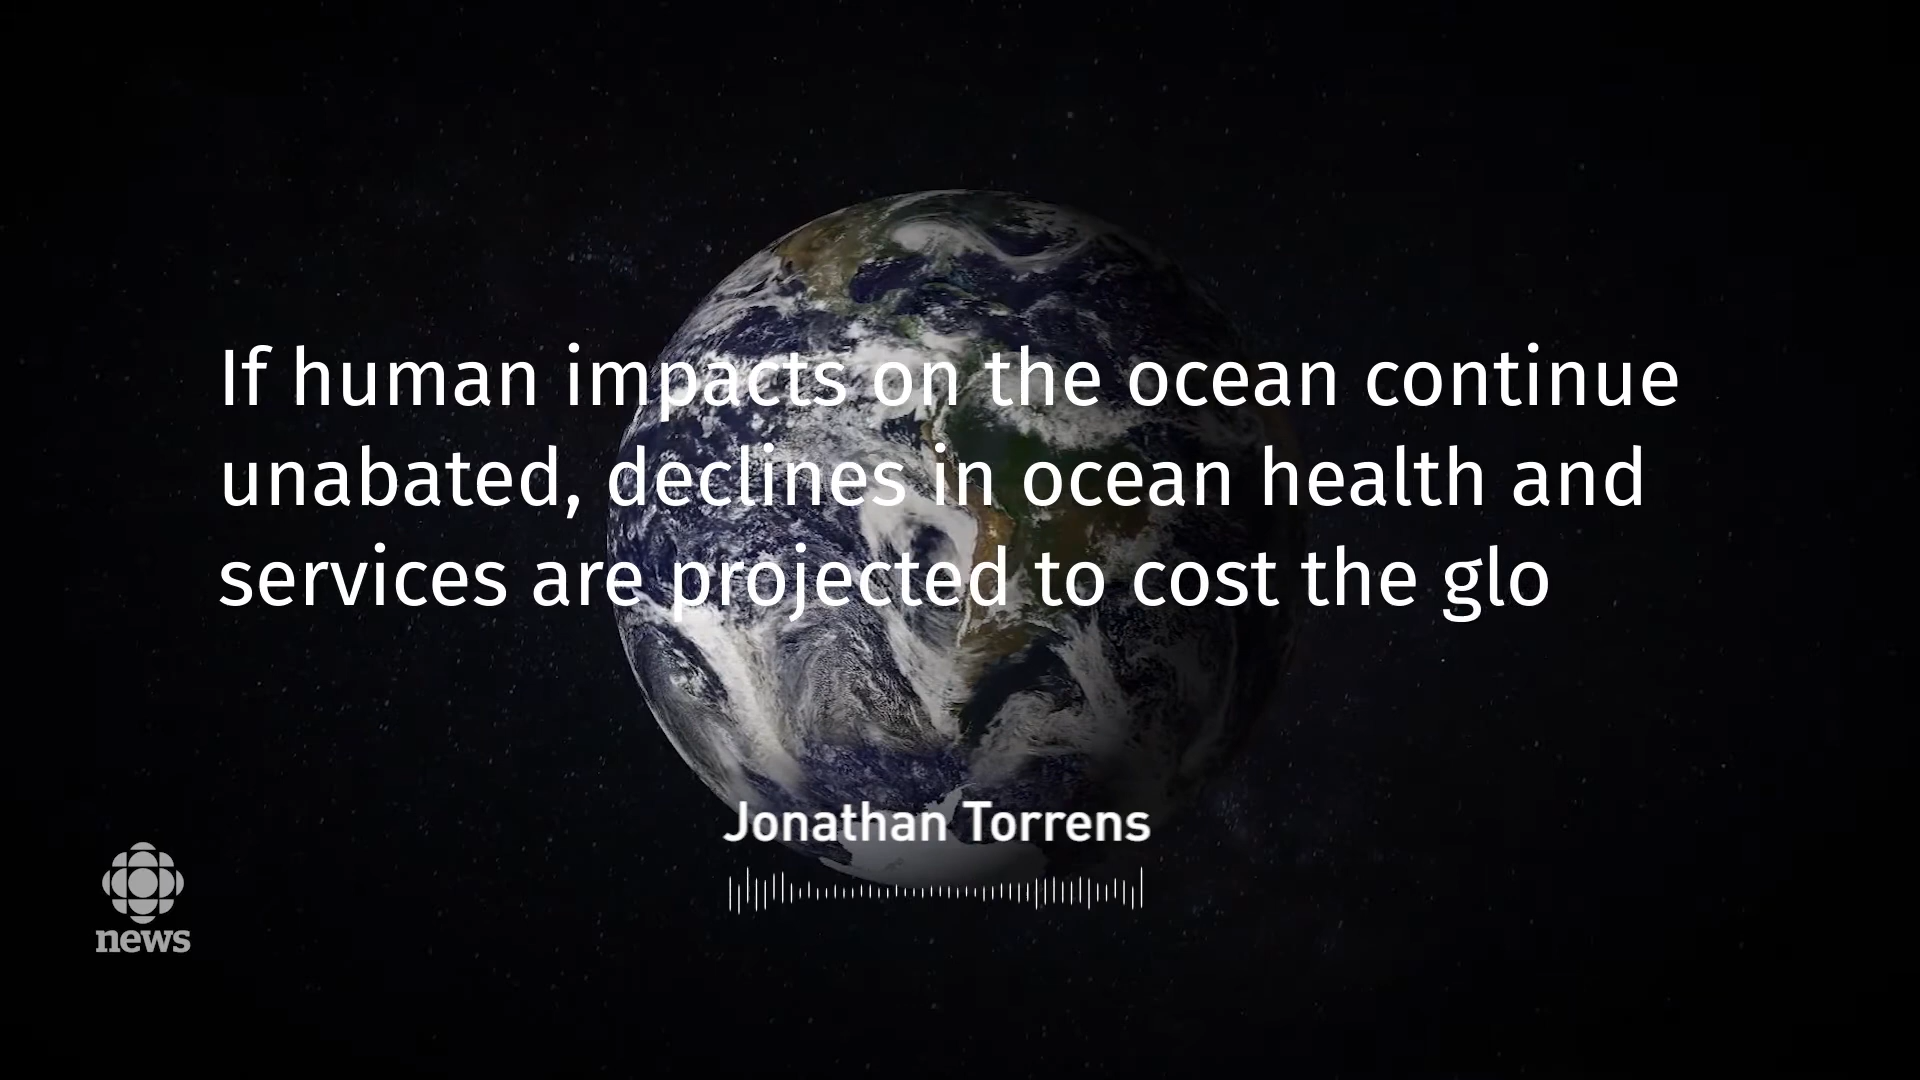 If human impacts on the ocean continue
unabated, declines in ocean health and
services are projected to cost the glo
Jonathan Torrens
news